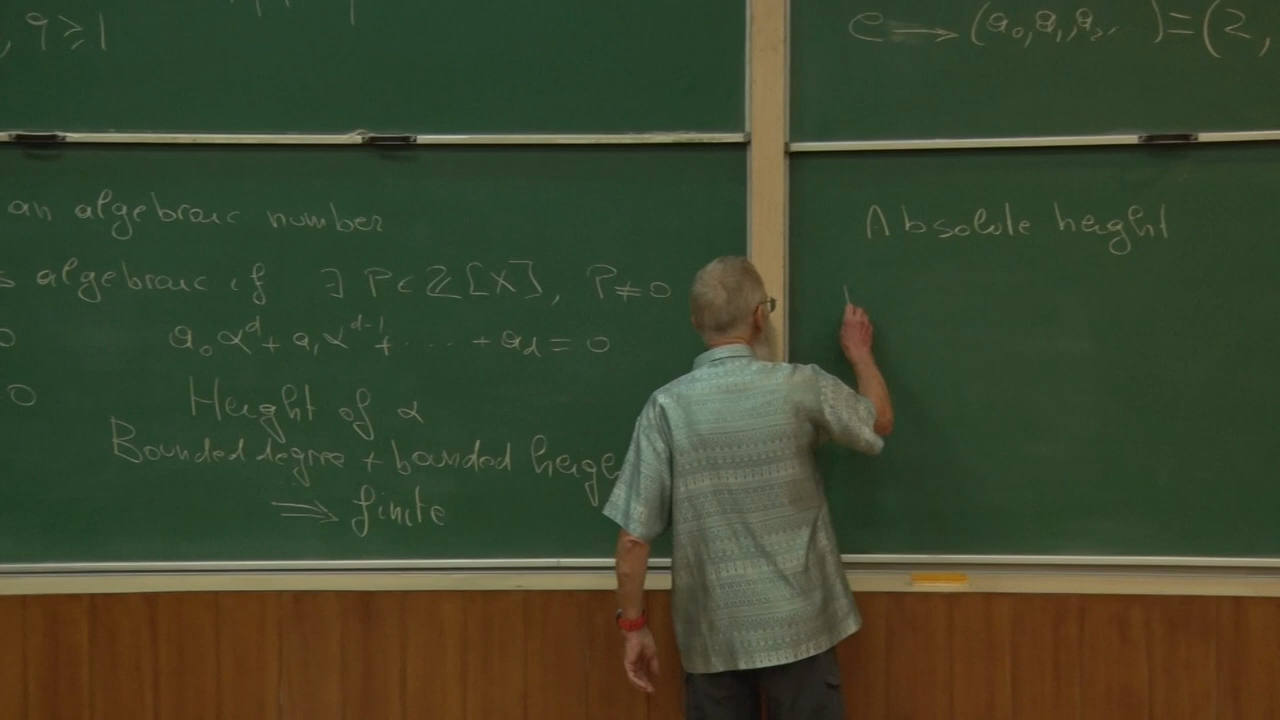 , q ≥ 1
an algebraic number
s algebraic if ∃ P ∈ ℤ[X], P ≠ 0
a₀α^d + a₁α^{d-1} + ..... + a_d = 0
0
Height of α
Bounded degree + bounded heigh
⟹ finite
e → (a₀, a₁, a₂, ... ) = (2,
Absolute height